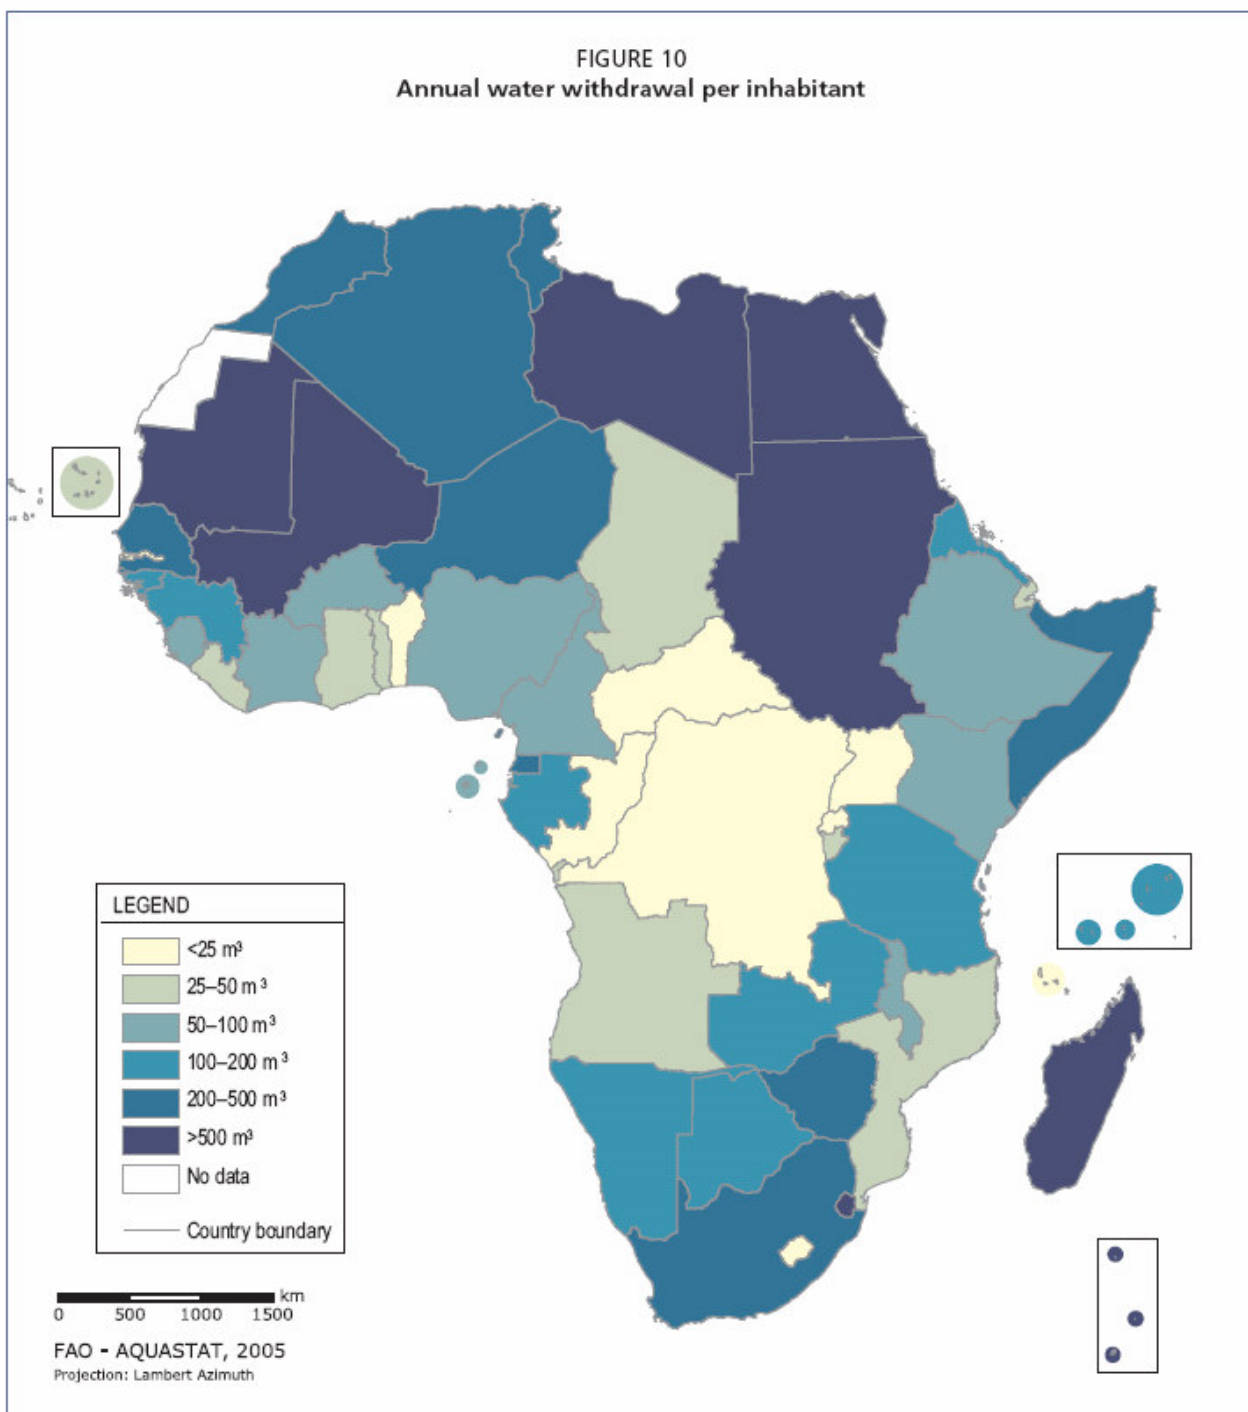 FIGURE 10
Annual water withdrawal per inhabitant
LEGEND
<25 m³
25–50 m³
50–100 m³
100–200 m³
200–500 m³
>500 m³
No data
Country boundary
km
0 500 1000 1500
FAO - AQUASTAT, 2005
Projection: Lambert Azimuth